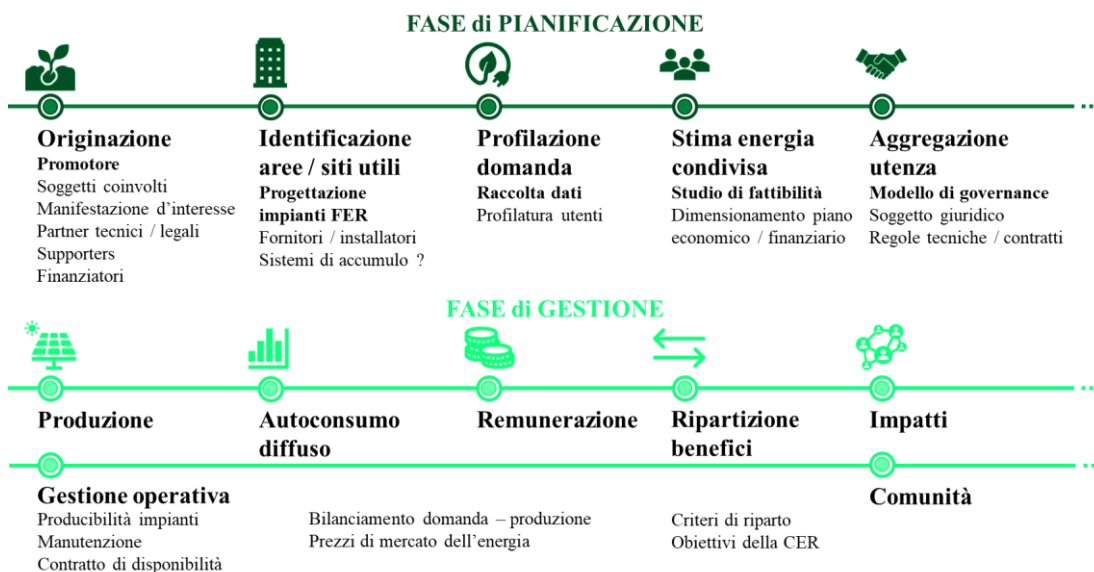 FASE di PIANIFICAZIONE
Originazione
Promotore
Soggetti coinvolti
Manifestazione d'interesse
Partner tecnici / legali
Supporters
Finanziatori
Identificazione
aree / siti utili
Progettazione
impianti FER
Fornitori / installatori
Sistemi di accumulo ?
Profilazione
domanda
Raccolta dati
Profilatura utenti
Stima energia
condivisa
Studio di fattibilità
Dimensionamento piano
economico / finanziario
Aggregazione
utenza
Modello di governance
Soggetto giuridico
Regole tecniche / contratti
FASE di GESTIONE
Produzione
Autoconsumo
diffuso
Remunerazione
Ripartizione
benefici
Impatti
Gestione operativa
Producibilità impianti
Manutenzione
Contratto di disponibilità
Bilanciamento domanda – produzione
Prezzi di mercato dell'energia
Criteri di riparto
Obiettivi della CER
Comunità